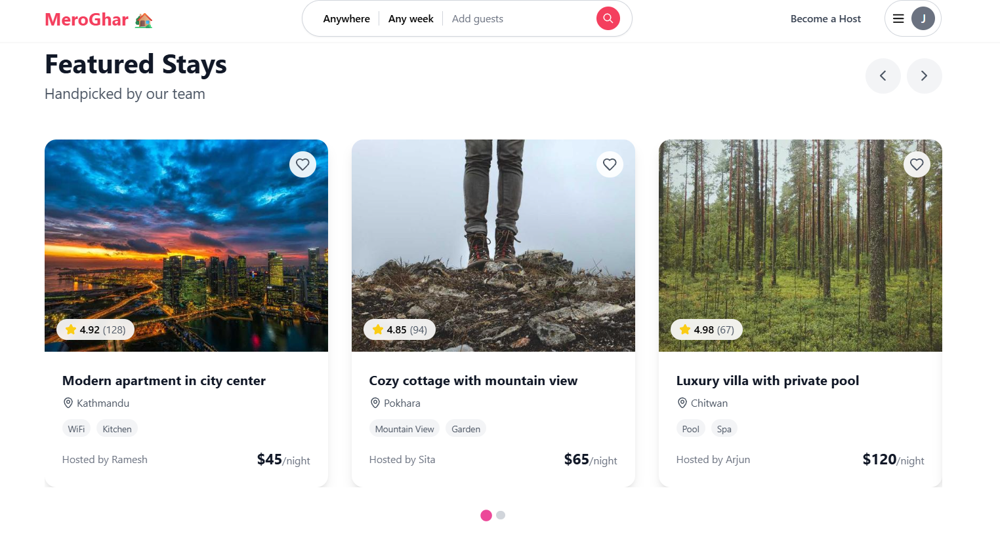 MeroGhar
Anywhere
Any week
Add guests
Become a Host
J
Featured Stays
Handpicked by our team
4.92 (128)
Modern apartment in city center
Kathmandu
WiFi
Kitchen
Hosted by Ramesh
$45/night
4.85 (94)
Cozy cottage with mountain view
Pokhara
Mountain View
Garden
Hosted by Sita
$65/night
4.98 (67)
Luxury villa with private pool
Chitwan
Pool
Spa
Hosted by Arjun
$120/night